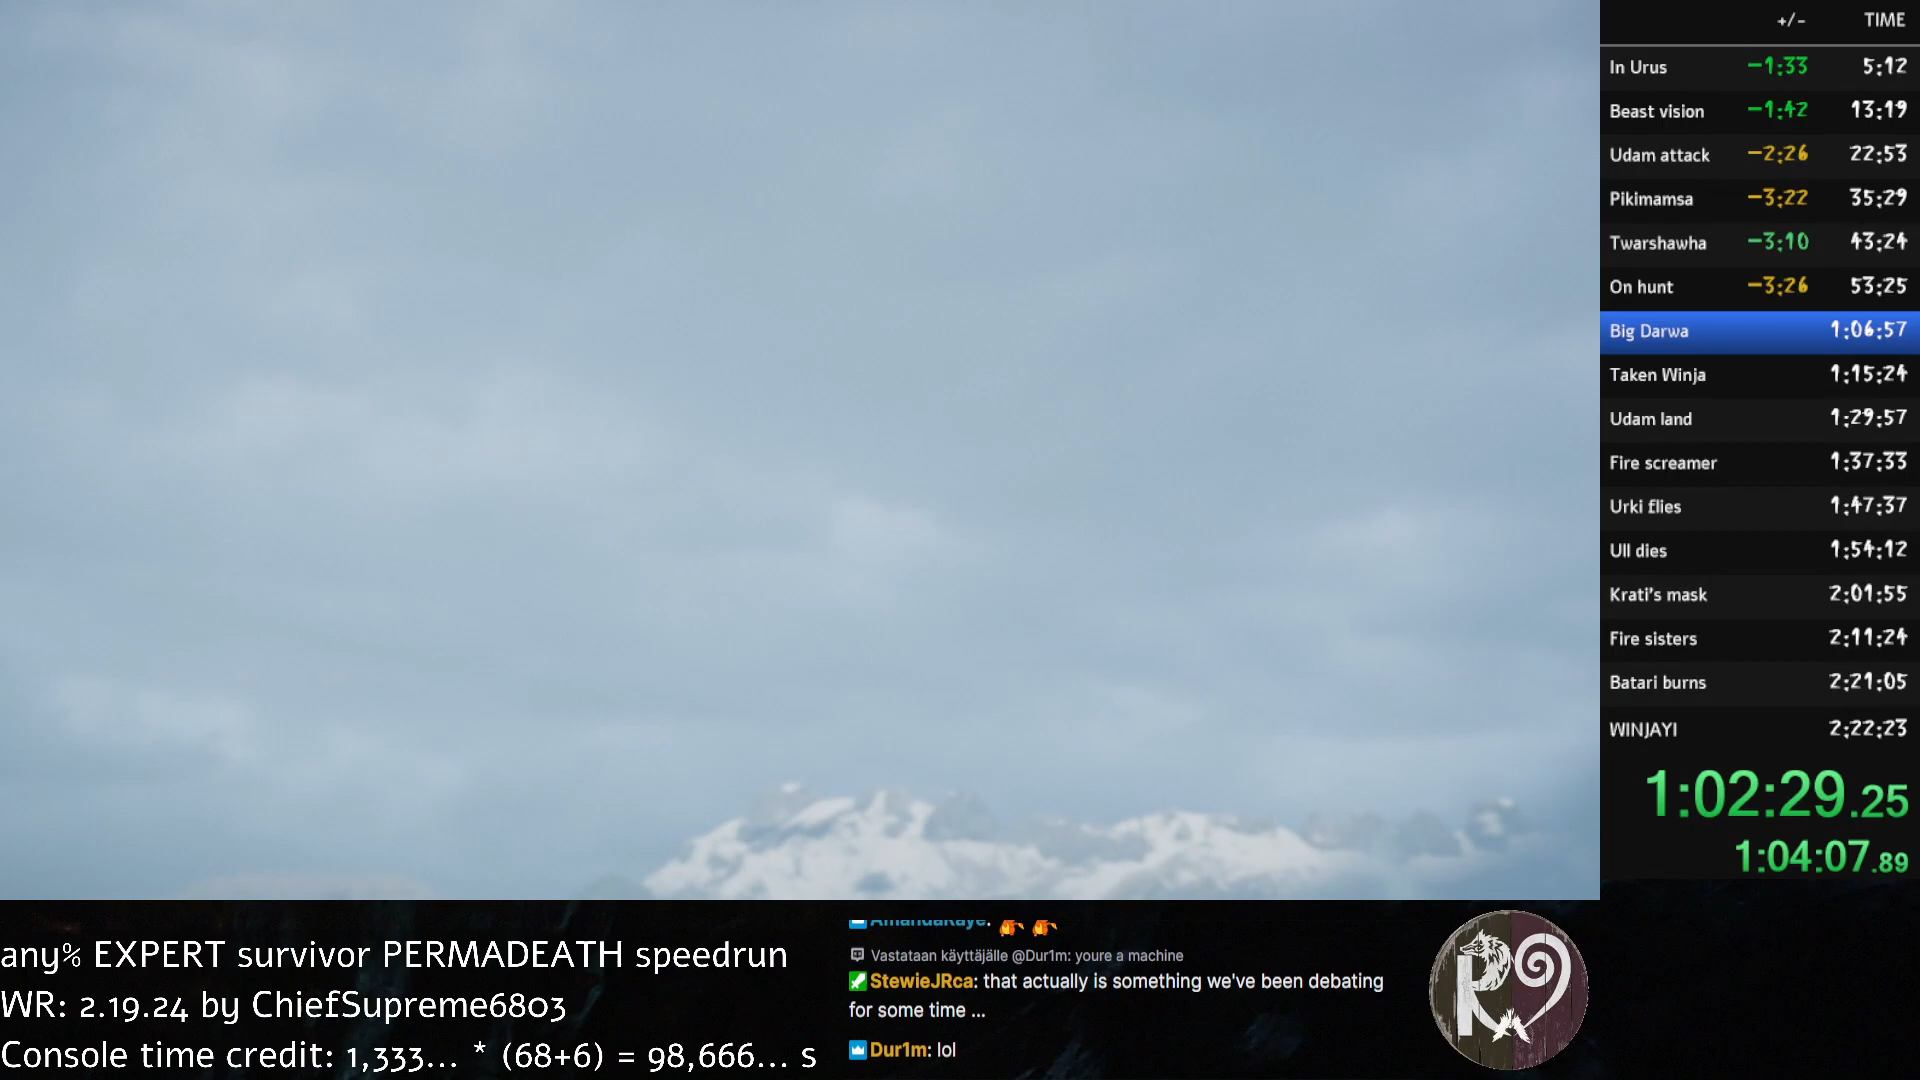 +/- TIME
In Urus -1:33 5:12
Beast vision -1:42 13:19
Udam attack -2:26 22:53
Pikimamsa -3:22 35:29
Twarshawha -3:10 43:24
On hunt -3:26 53:25
Big Darwa 1:06:57
Taken Winja 1:15:24
Udam land 1:29:57
Fire screamer 1:37:33
Urki flies 1:47:37
Ull dies 1:54:12
Krati's mask 2:01:55
Fire sisters 2:11:24
Batari burns 2:21:05
WINJAYI 2:22:23
1:02:29.25
1:04:07.89
any% EXPERT survivor PERMADEATH speedrun
WR: 2.19.24 by ChiefSupreme6803
Console time credit: 1,333... * (68+6) = 98,666... s
AmandaRaye:
Vastataan käyttäjälle @Dur1m: youre a machine
StewieJRca: that actually is something we've been debating
for some time ...
Dur1m: lol
R9